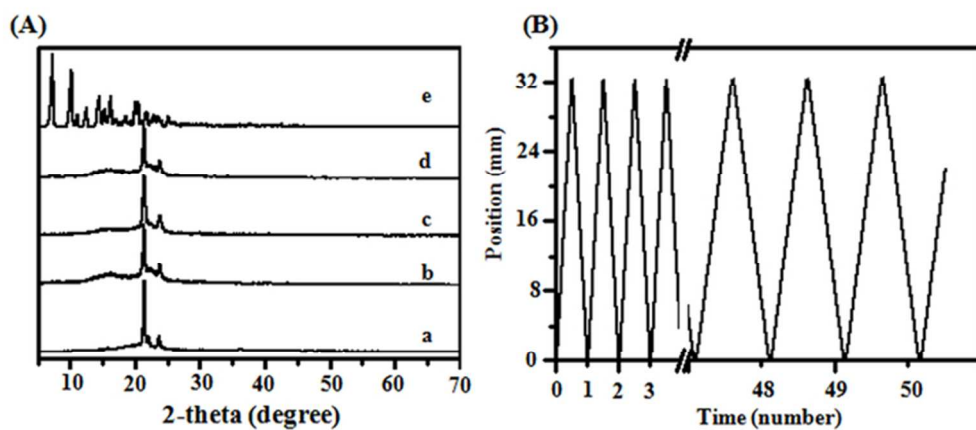 (A)
e
d
c
b
a
10 20 30 40 50 60 70
2-theta (degree)
(B)
Position (mm)
32
24
16
8
0
0 1 2 3 48 49 50
Time (number)